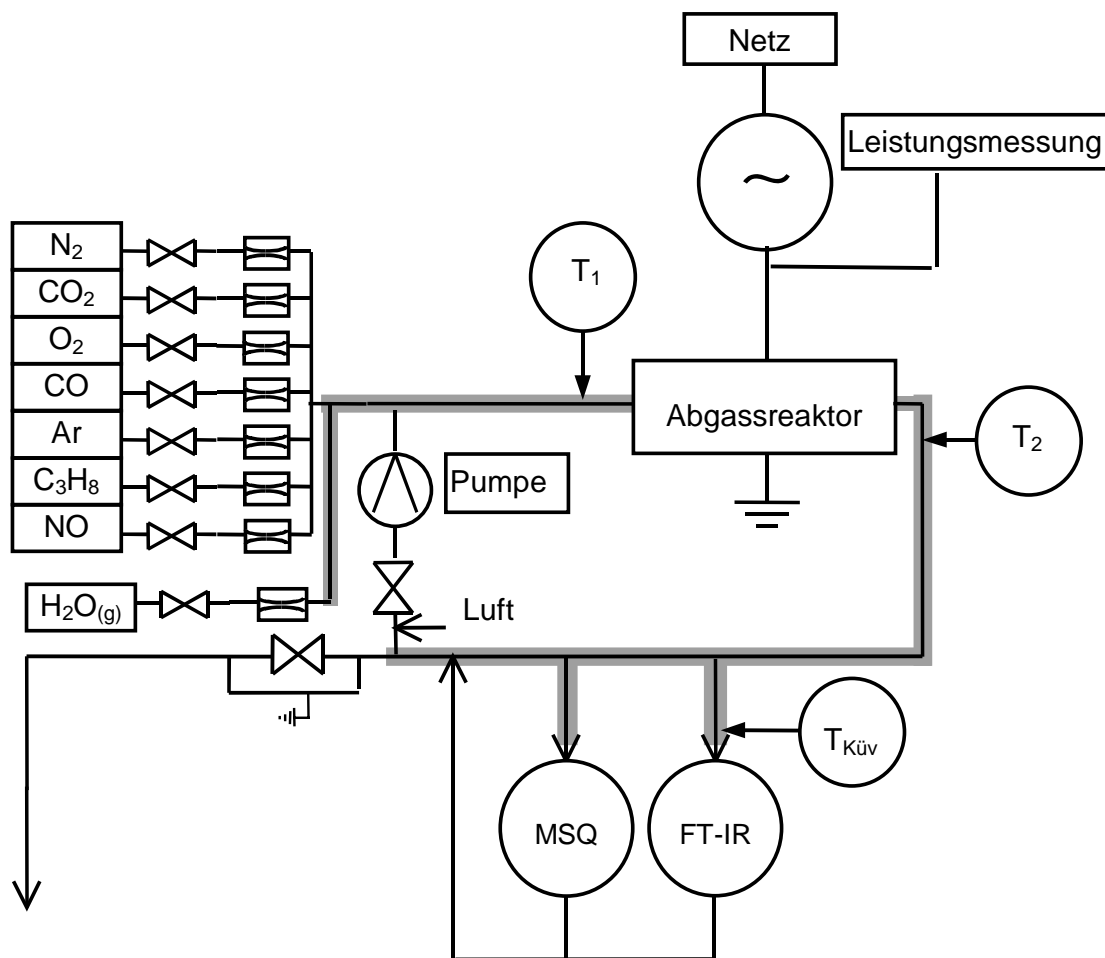 Netz
Leistungsmessung
~
N₂
CO₂
O₂
CO
Ar
C₃H₈
NO
H₂O(g)
T₁
Abgassreaktor
T₂
Pumpe
Luft
TKüv
MSQ
FT-IR